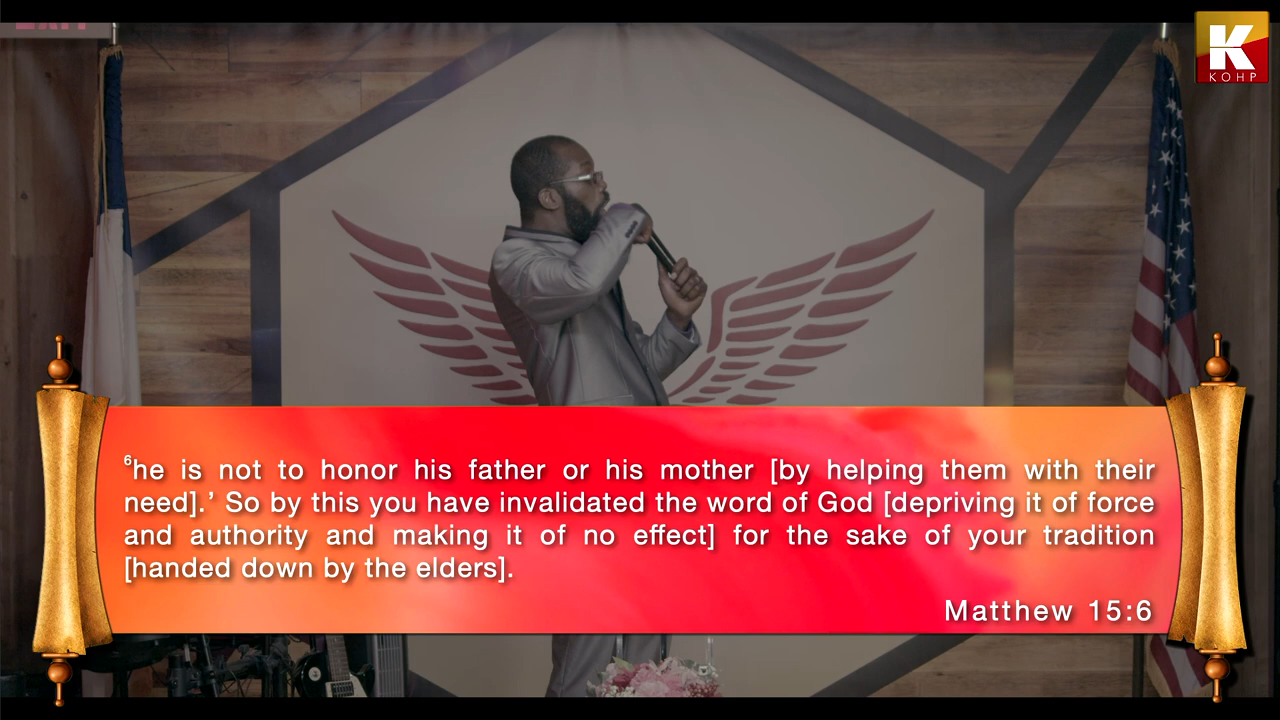 EXIT
K
KOHP
⁶he is not to honor his father or his mother [by helping them with their
need].’ So by this you have invalidated the word of God [depriving it of force
and authority and making it of no effect] for the sake of your tradition
[handed down by the elders].
Matthew 15:6